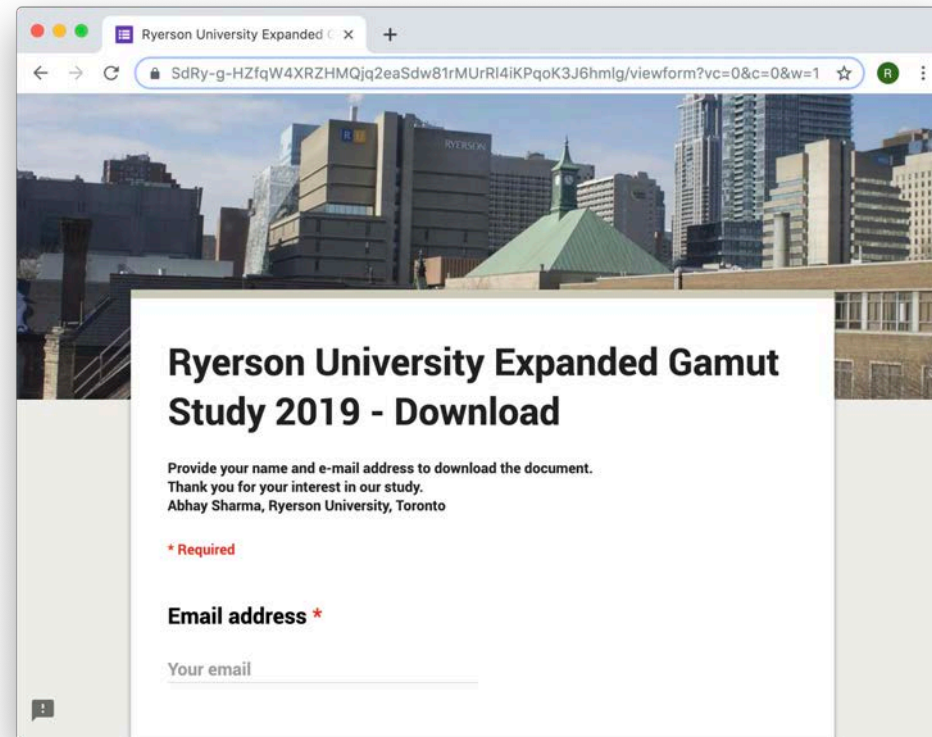 Ryerson University Expanded G
SdRy-g-HZfqW4XRZHMQjq2eaSdw81rMUrRl4iKPqoK3J6hmlg/viewform?vc=0&c=0&w=1
R
RU
RYERSON
Ryerson University Expanded Gamut
Study 2019 - Download
Provide your name and e-mail address to download the document.
Thank you for your interest in our study.
Abhay Sharma, Ryerson University, Toronto
* Required
Email address *
Your email